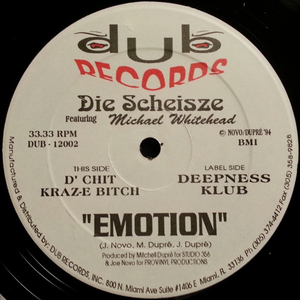 dub
RECORDS
Die Scheisze
Featuring Michael Whitehead
33.33 RPM
DUB - 12002
© NOVO/DUPRÉ '94
BMI
THIS SIDE
D' CHIT
KRAZ-E BITCH
LABEL SIDE
DEEPNESS
KLUB
"EMOTION"
(J. Novo, M. Dupré, J. Dupré)
Produced by Mitchell Dupré for STUDIO 356
& Joe Novo for PROVINYL PRODUCTIONS
Manufactured & Distributed by: DUB RECORDS, INC. 800 N. Miami Ave Suite #1406 E Miami, FL 33136 Ph (305) 374-6412 Fax (305) 358-9828